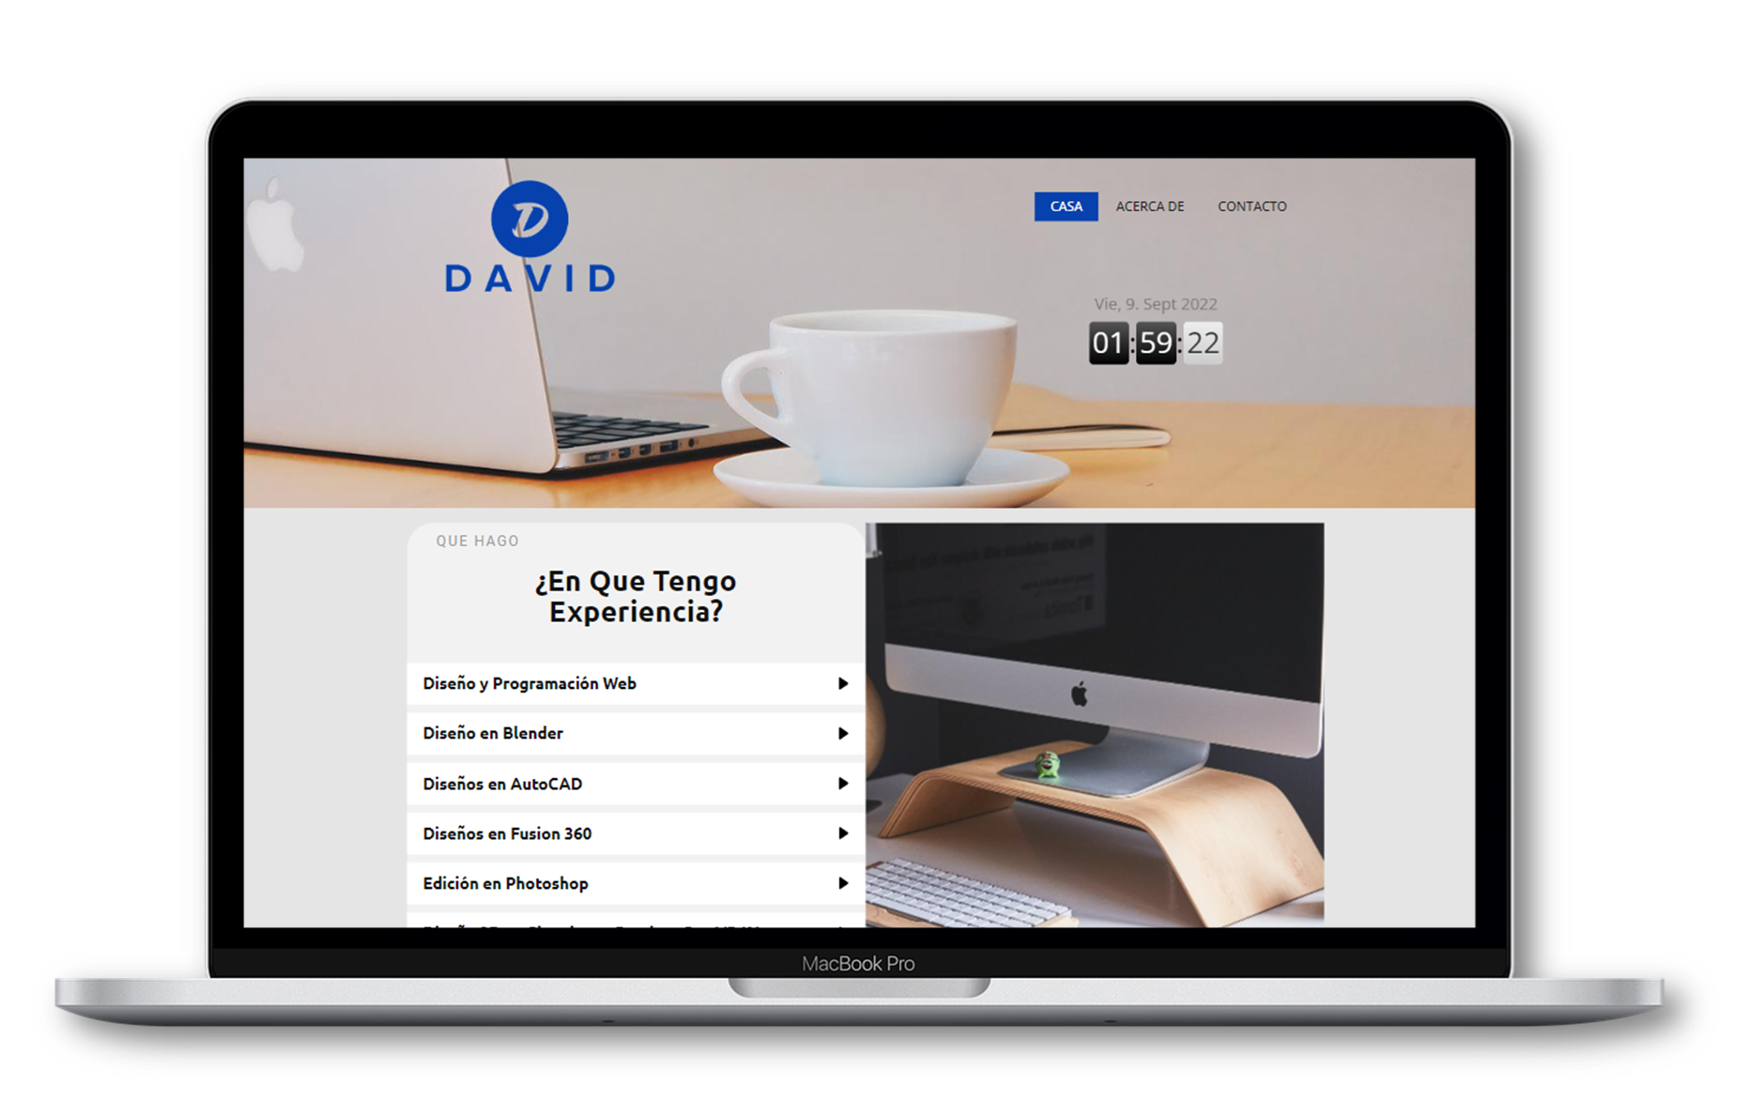 D
DAVID
CASA
ACERCA DE
CONTACTO
Vie, 9. Sept 2022
01:59:22
QUE HAGO
¿En Que Tengo
Experiencia?
Diseño y Programación Web
Diseño en Blender
Diseños en AutoCAD
Diseños en Fusion 360
Edición en Photoshop
MacBook Pro